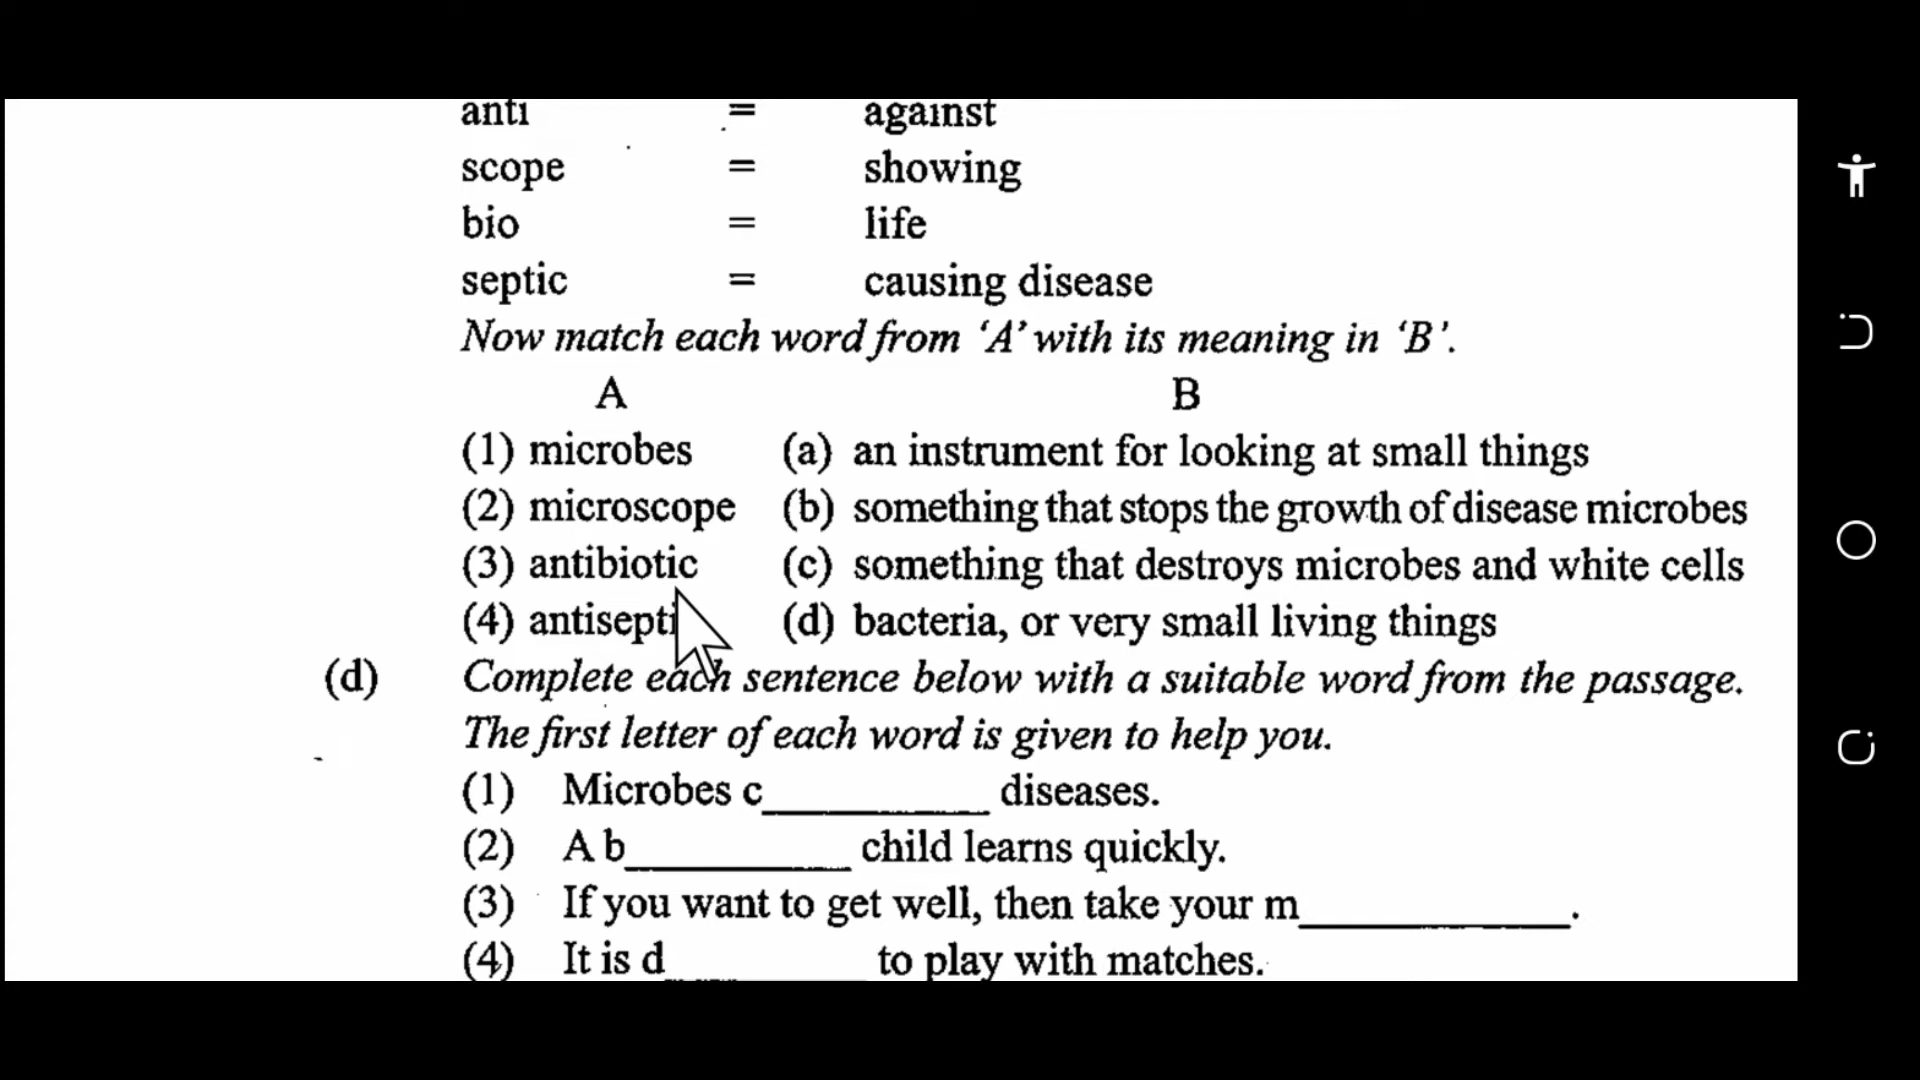 anti = against
scope = showing
bio = life
septic = causing disease
Now match each word from ‘A’ with its meaning in ‘B’.
A B
(1) microbes (a) an instrument for looking at small things
(2) microscope (b) something that stops the growth of disease microbes
(3) antibiotic (c) something that destroys microbes and white cells
(4) antisepti (d) bacteria, or very small living things
(d) Complete each sentence below with a suitable word from the passage.
The first letter of each word is given to help you.
(1) Microbes c__________ diseases.
(2) A b__________ child learns quickly.
(3) If you want to get well, then take your m____________.
(4) It is d_________ to play with matches.